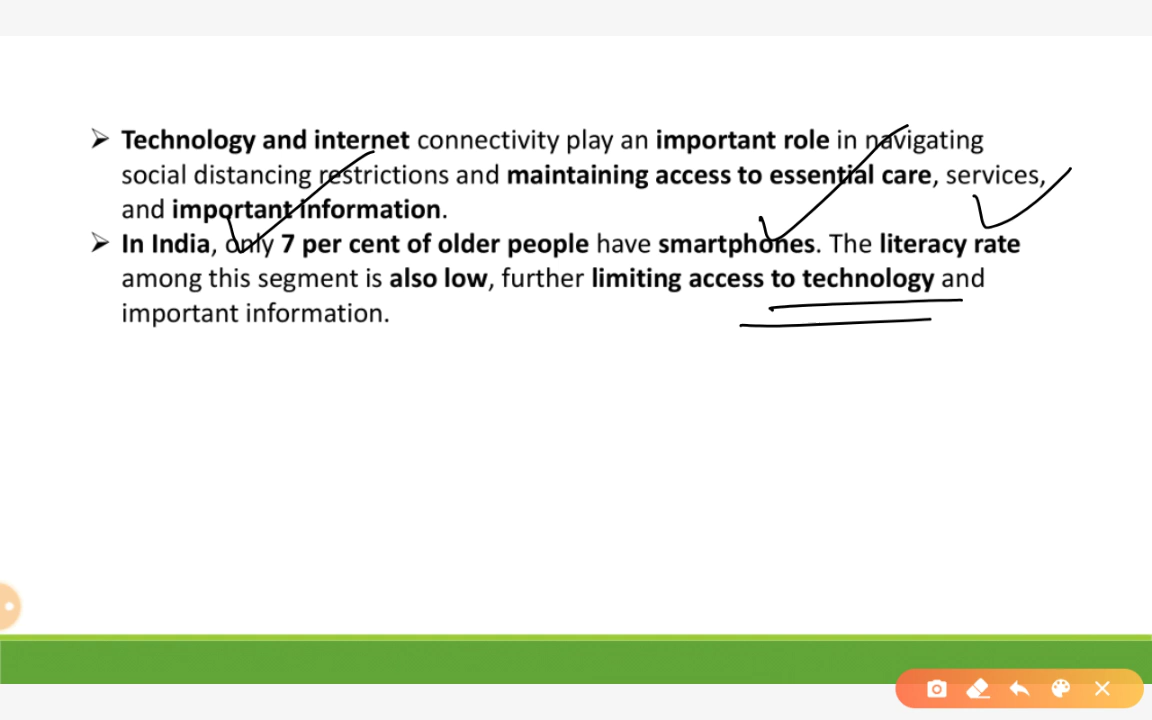 ➢ Technology and internet connectivity play an important role in navigating
social distancing restrictions and maintaining access to essential care, services,
and important information.
➢ In India, only 7 per cent of older people have smartphones. The literacy rate
among this segment is also low, further limiting access to technology and
important information.